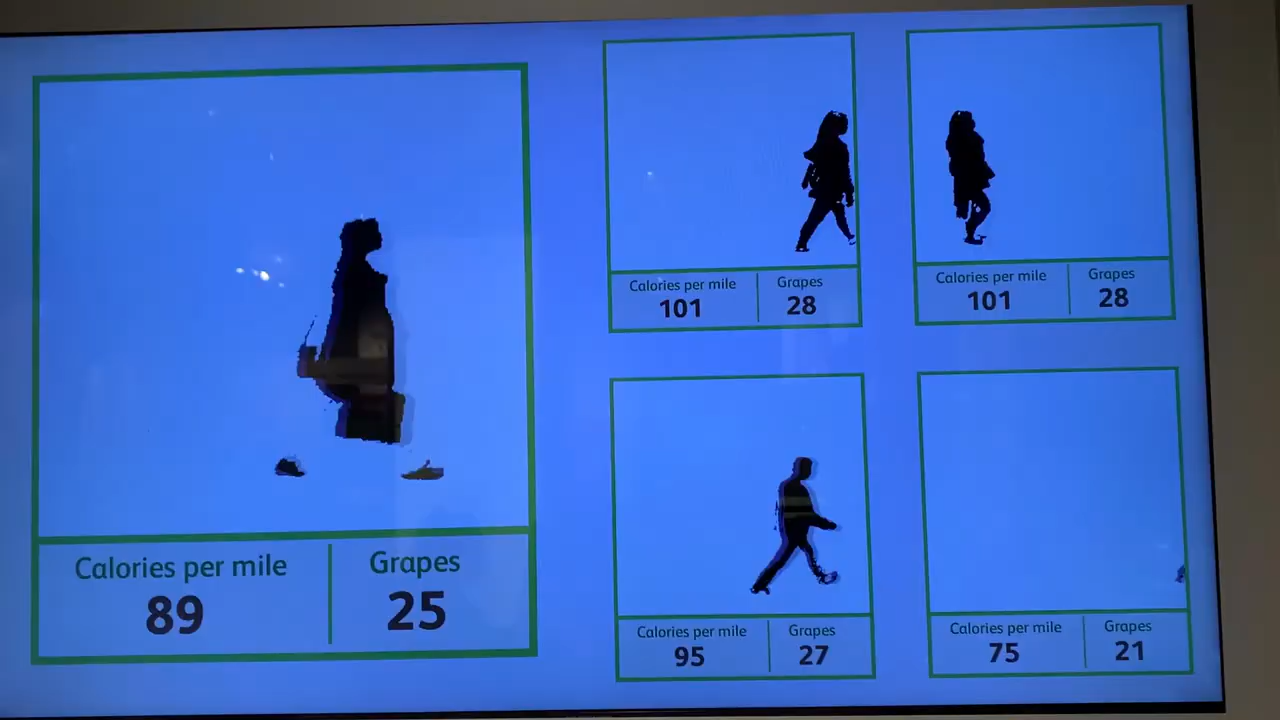 Calories per mile
89
Grapes
25
Calories per mile
101
Grapes
28
Calories per mile
101
Grapes
28
Calories per mile
95
Grapes
27
Calories per mile
75
Grapes
21